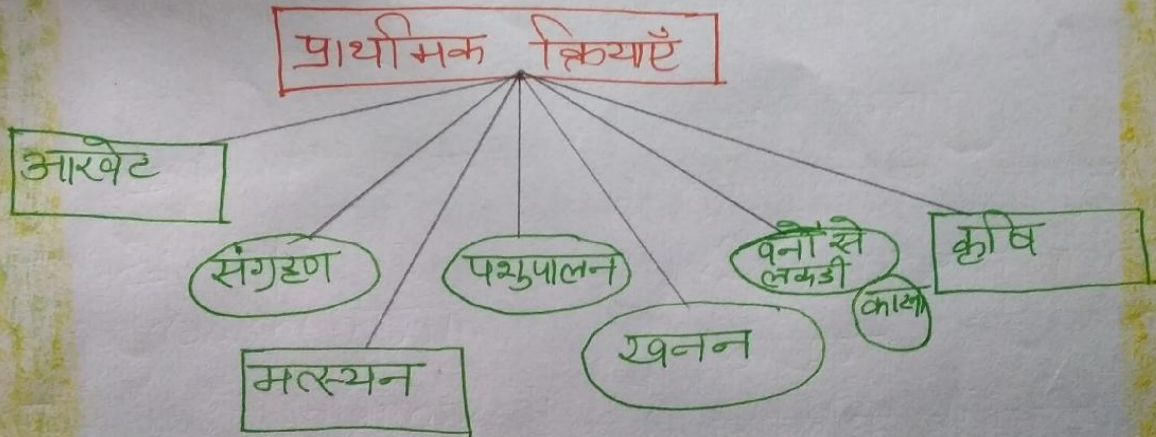 प्राथमिक क्रियाएँ
आखेट
संग्रहण
मत्स्यन
पशुपालन
खनन
वनों से
लकडी
काटना
कृषि